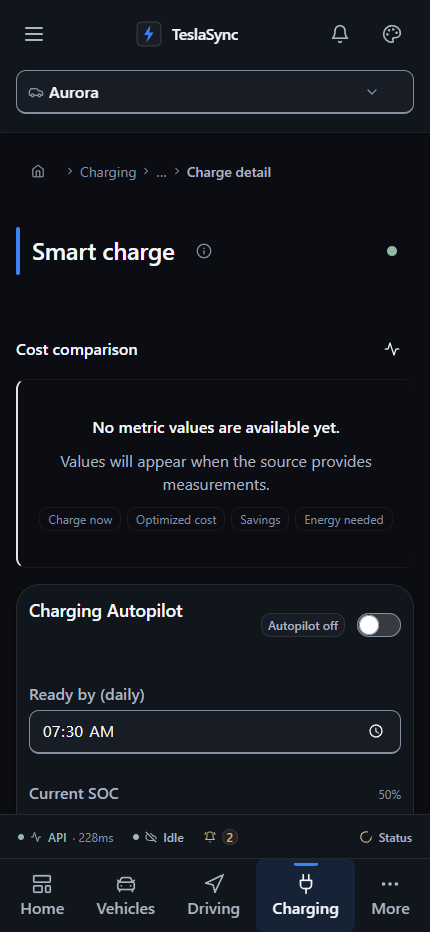 TeslaSync
Aurora
Charging
...
Charge detail
Smart charge
Cost comparison
No metric values are available yet.
Values will appear when the source provides
measurements.
Charge now
Optimized cost
Savings
Energy needed
Charging Autopilot
Autopilot off
Ready by (daily)
07:30 AM
Current SOC
50%
API · 228ms
Idle
2
Status
Home
Vehicles
Driving
Charging
More